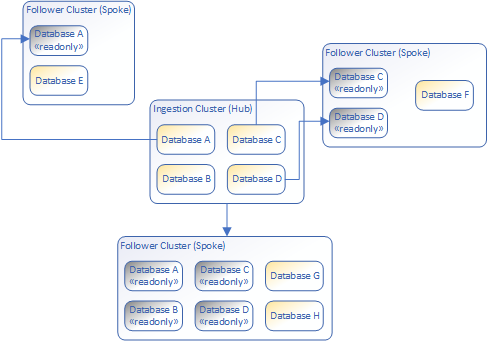 Follower Cluster (Spoke)
Database A
«readonly»
Database E
Follower Cluster (Spoke)
Database C
«readonly»
Database F
Database D
«readonly»
Ingestion Cluster (Hub)
Database A
Database C
Database B
Database D
Follower Cluster (Spoke)
Database A
«readonly»
Database C
«readonly»
Database G
Database B
«readonly»
Database D
«readonly»
Database H